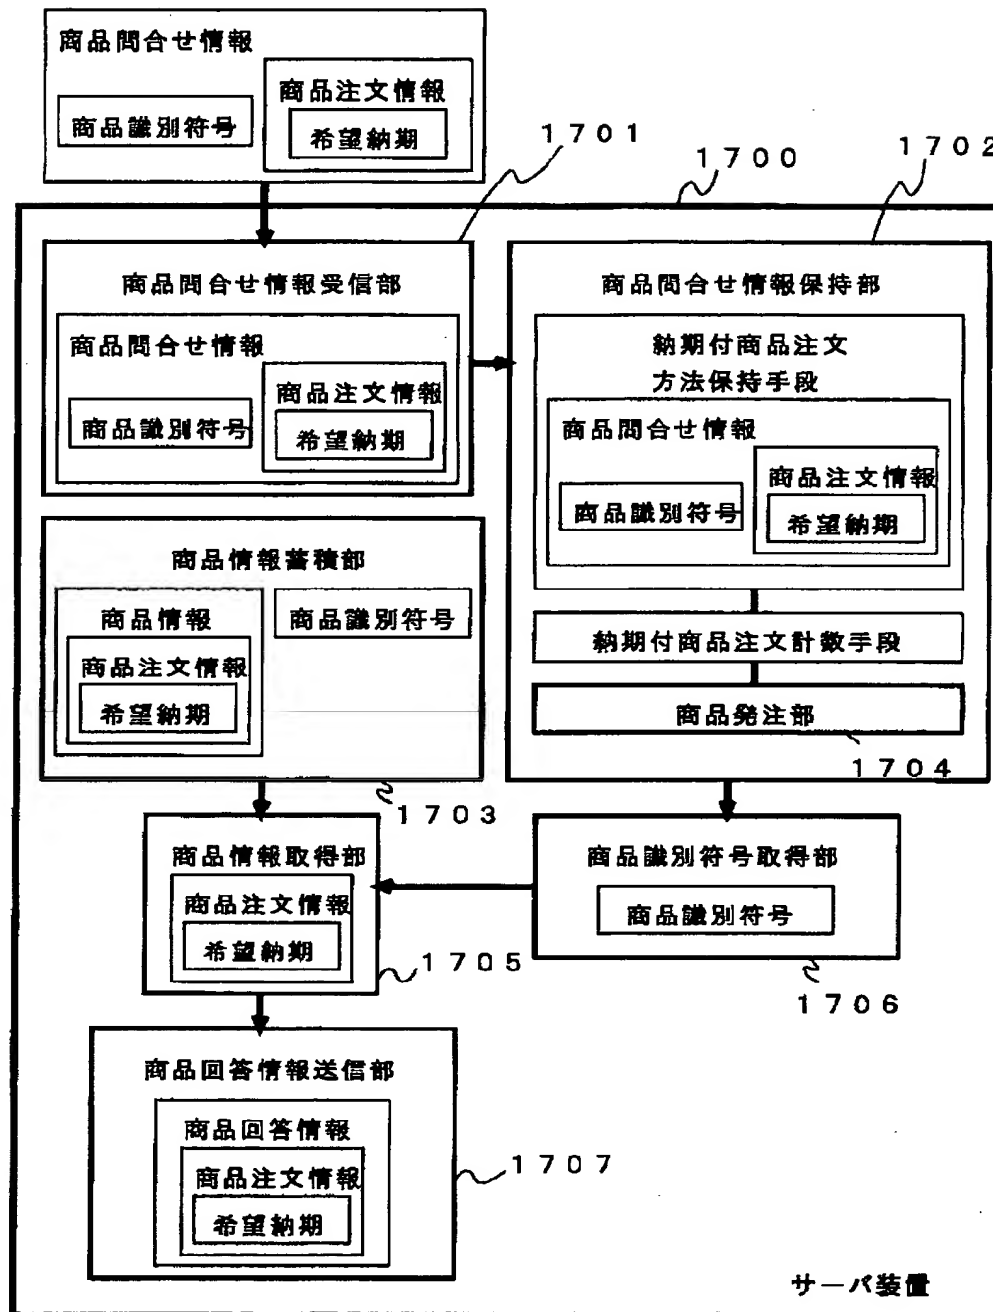 商品問合せ情報
商品注文情報
商品識別符号
希望納期
1701
1700
1702
商品問合せ情報受信部
商品問合せ情報
商品注文情報
商品識別符号
希望納期
商品問合せ情報保持部
納期付商品注文
方法保持手段
商品問合せ情報
商品注文情報
商品識別符号
希望納期
納期付商品注文計数手段
商品発注部
1704
商品情報蓄積部
商品情報
商品識別符号
商品注文情報
希望納期
1703
商品情報取得部
商品注文情報
希望納期
1705
商品識別符号取得部
商品識別符号
1706
商品回答情報送信部
商品回答情報
商品注文情報
希望納期
1707
サーバ装置